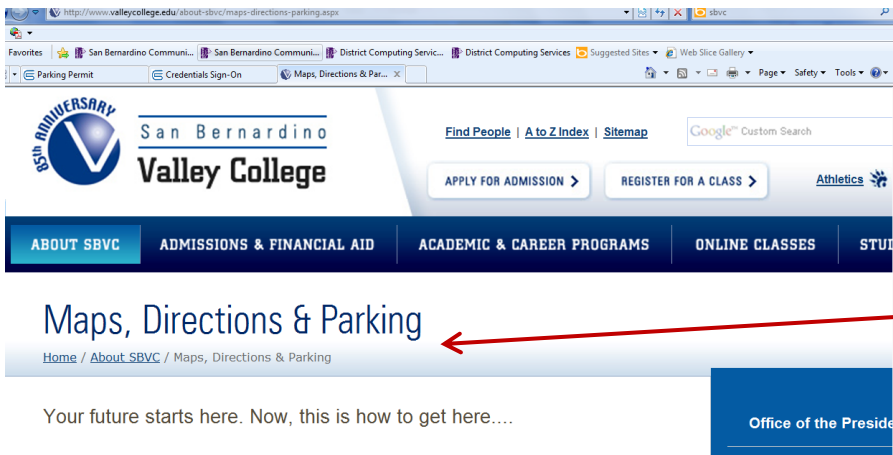 http://www.valleycollege.edu/about-sbvc/maps-directions-parking.aspx
sbvc
Favorites San Bernardino Communi... San Bernardino Communi... District Computing Servic... District Computing Services Suggested Sites Web Slice Gallery
Parking Permit Credentials Sign-On Maps, Directions & Par... X Page Safety Tools
85th ANNIVERSARY
San Bernardino
Valley College
Find People | A to Z Index | Sitemap
Google™ Custom Search
APPLY FOR ADMISSION > REGISTER FOR A CLASS > Athletics
ABOUT SBVC ADMISSIONS & FINANCIAL AID ACADEMIC & CAREER PROGRAMS ONLINE CLASSES STUD
Maps, Directions & Parking
Home / About SBVC / Maps, Directions & Parking
Your future starts here. Now, this is how to get here....
Office of the Preside